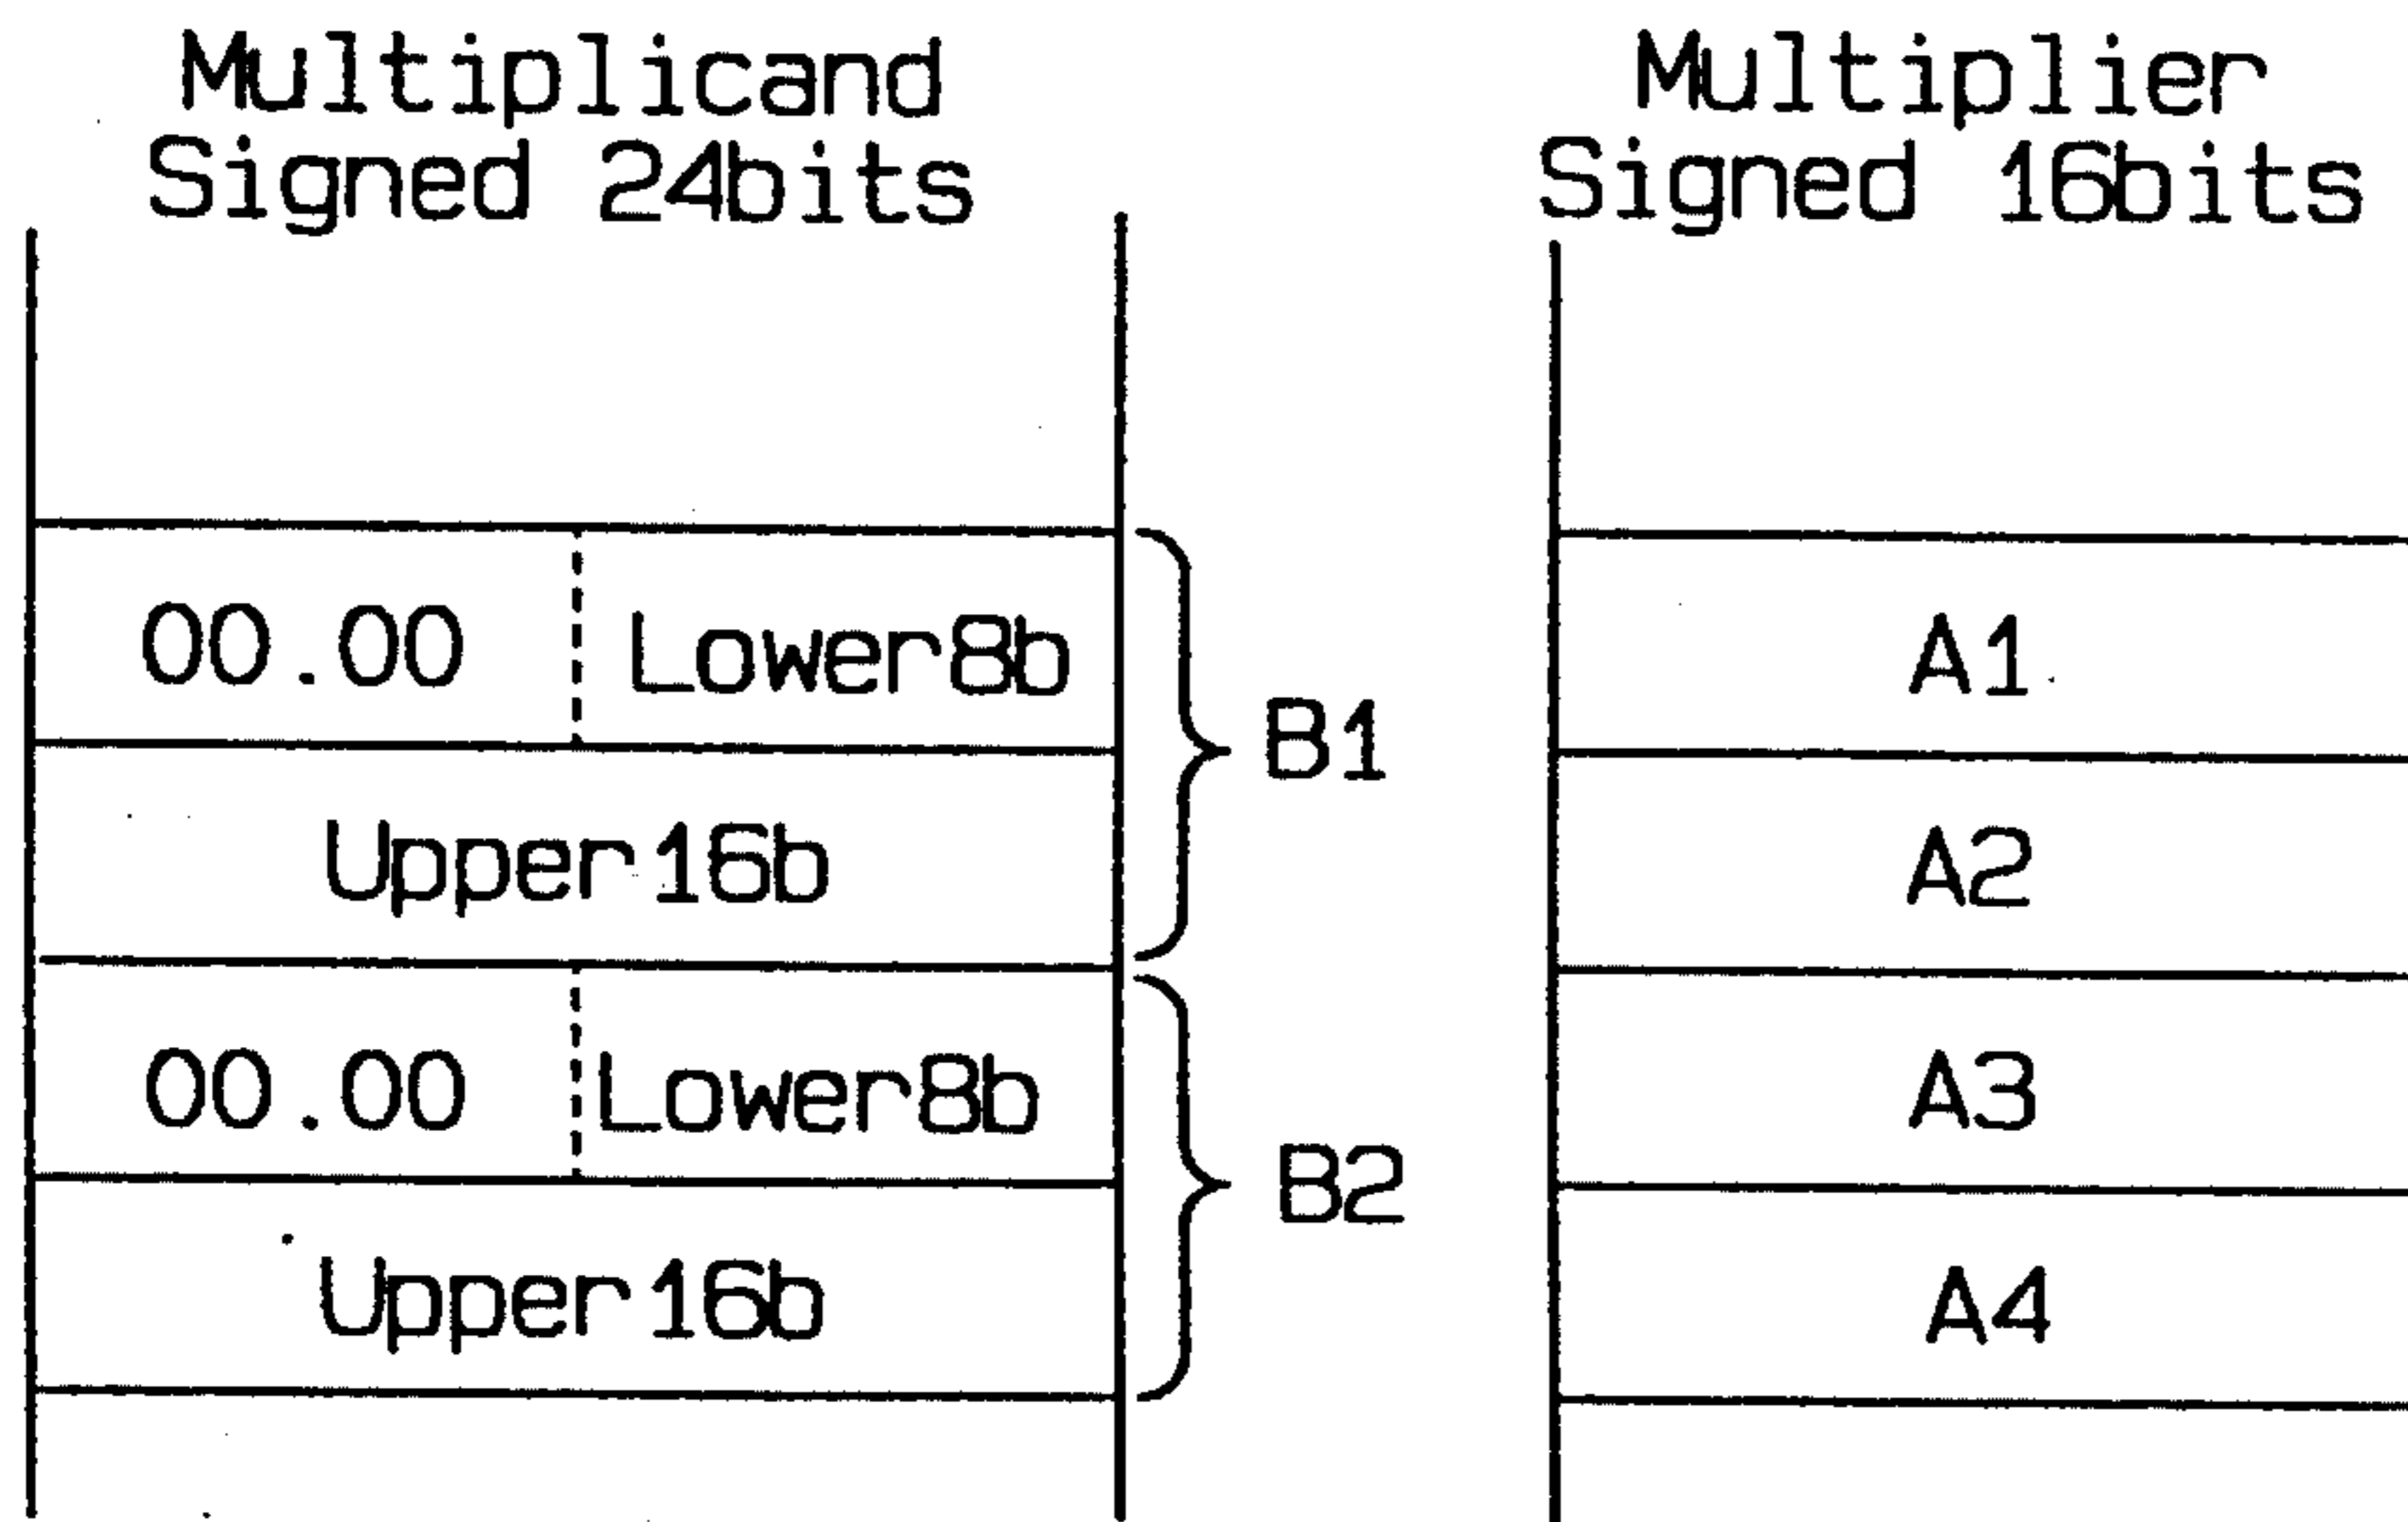 Multiplicand
Signed 24bits
00.00 Lower8b
Upper16b
B1
00.00 Lower8b
Upper16b
B2
Multiplier
Signed 16bits
A1
A2
A3
A4